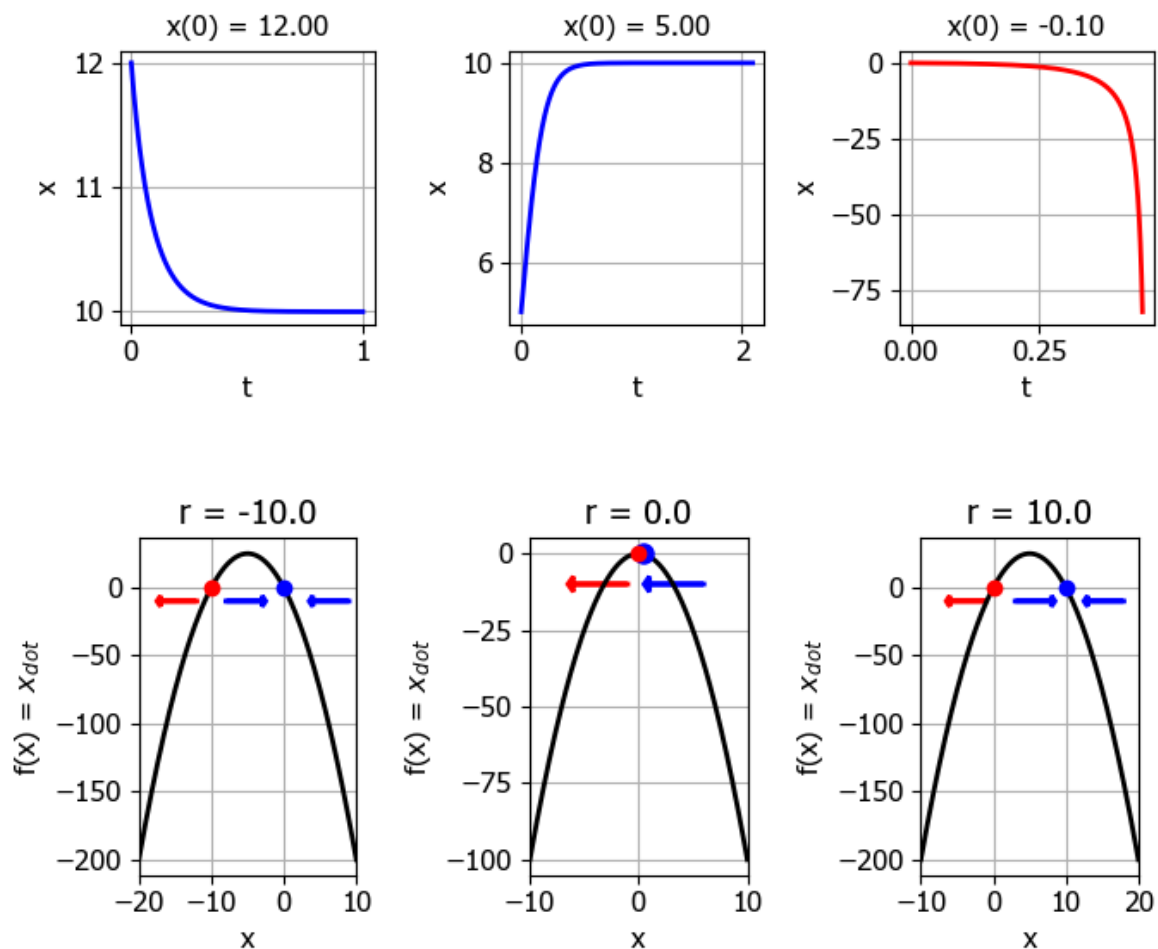 x(0) = 12.00
x(0) = 5.00
x(0) = -0.10
12
11
10
x
0
1
t
10
8
6
x
0
2
t
0
−25
−50
−75
x
0.00
0.25
t
r = -10.0
r = 0.0
r = 10.0
0
−50
−100
−150
−200
f(x) = x_dot
−20
−10
0
10
x
0
−25
−50
−75
−100
f(x) = x_dot
−10
0
10
x
0
−50
−100
−150
−200
f(x) = x_dot
−10
0
10
20
x